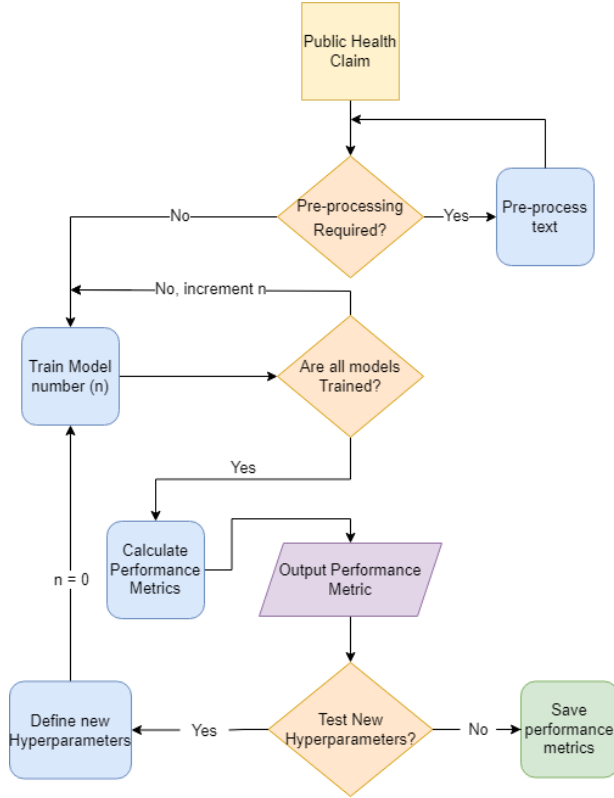 Public Health
Claim
Pre-processing
Required?
No
Yes
Pre-process
text
No, increment n
Train Model
number (n)
Are all models
Trained?
Yes
Calculate
Performance
Metrics
Output Performance
Metric
n = 0
Define new
Hyperparameters
Yes
Test New
Hyperparameters?
No
Save
performance
metrics